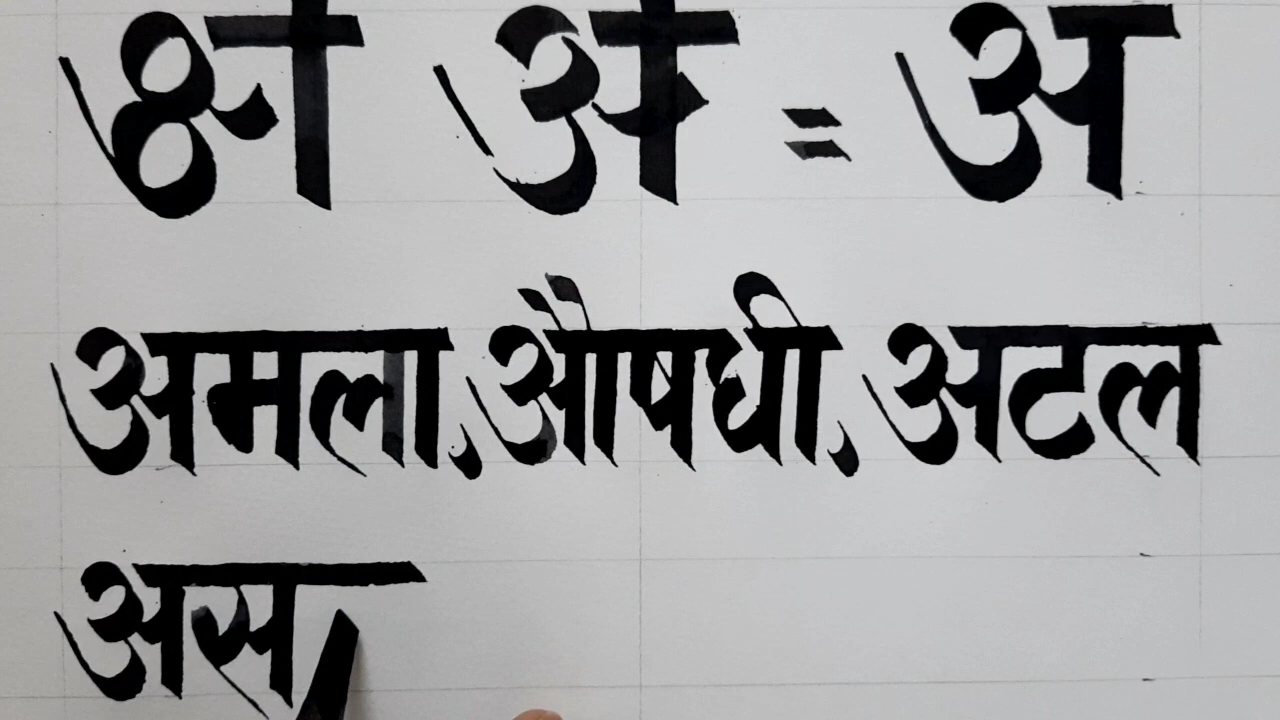 अ अ = अ
अमला, औषधी, अटल
अस